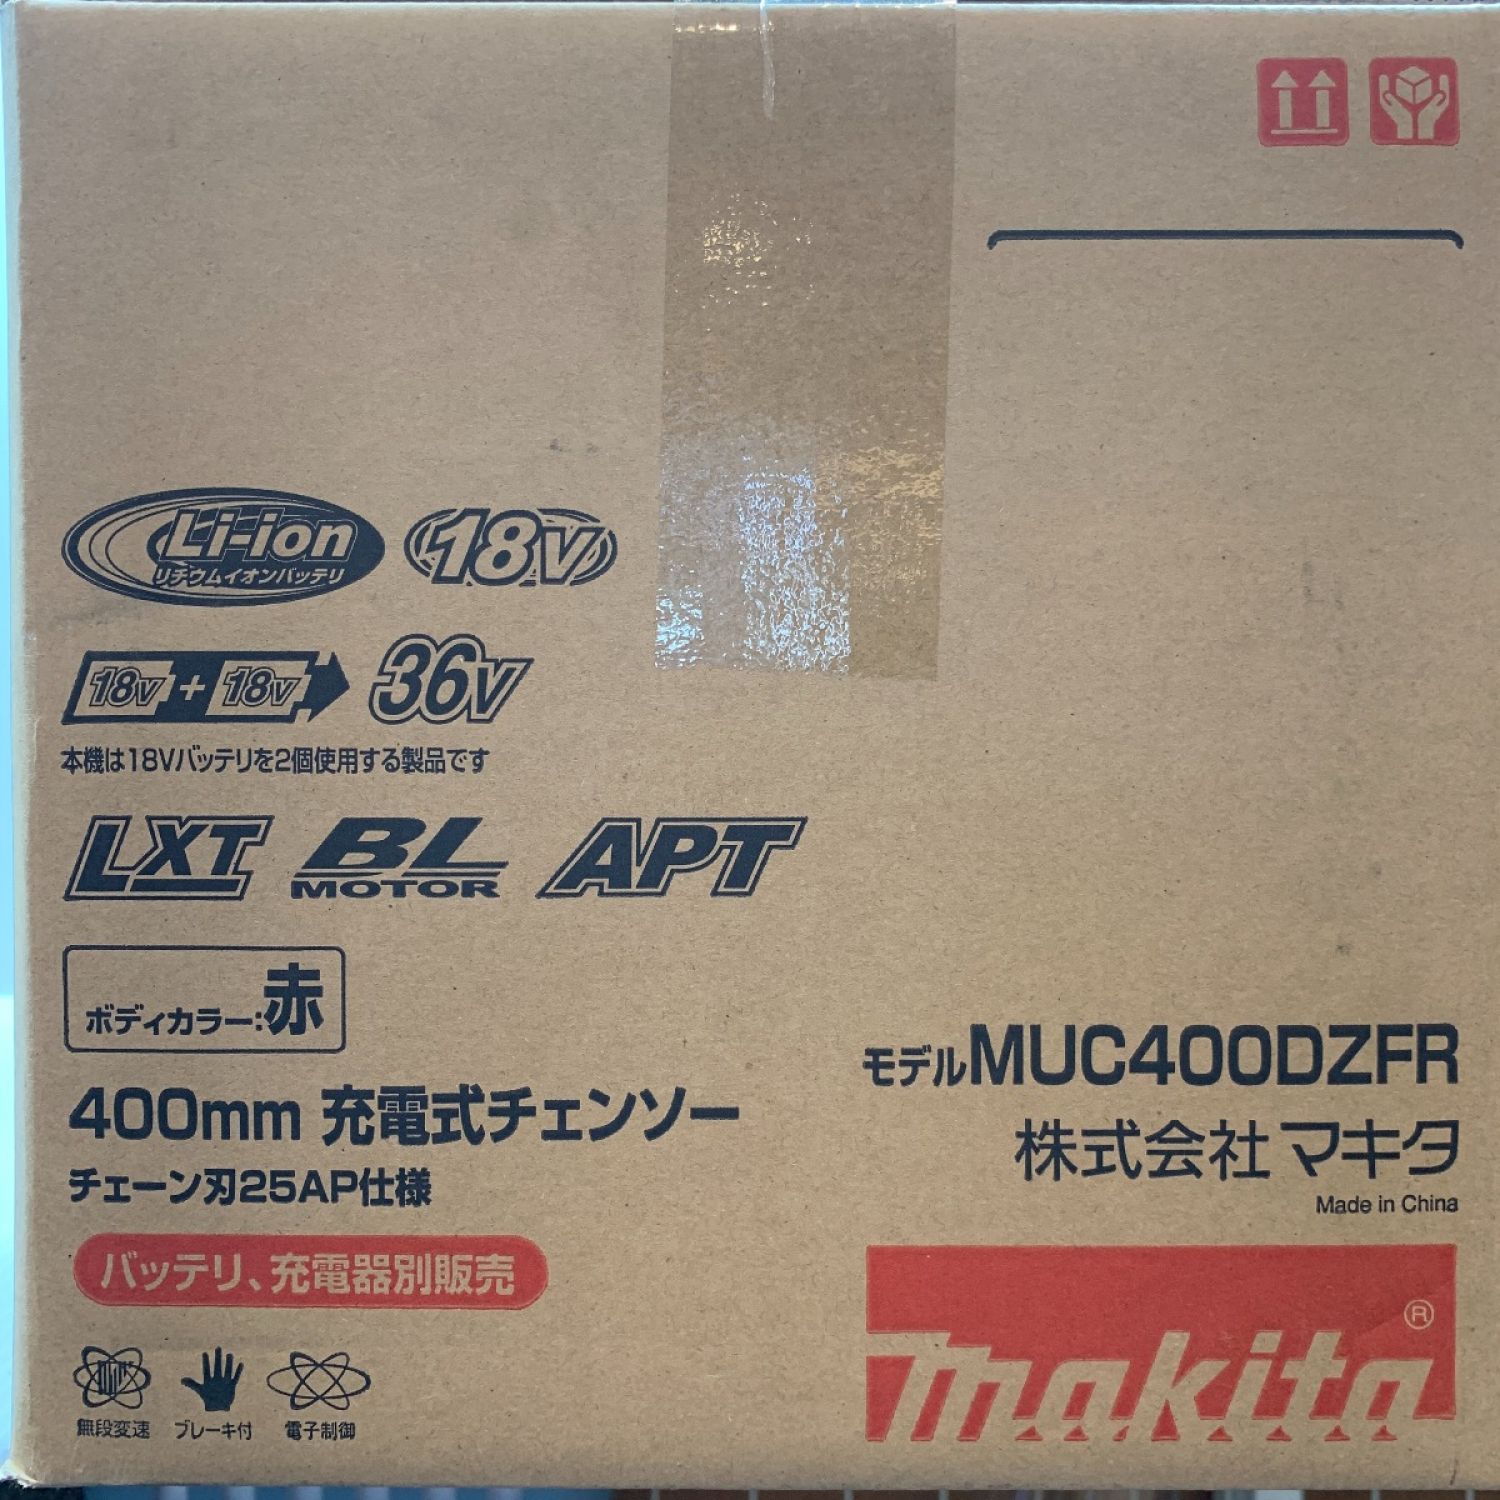 Li-ion
リチウムイオンバッテリ
18V
18V + 18V
36V
本機は18Vバッテリを2個使用する製品です
LXT
BL
MOTOR
APT
ボディカラー:赤
400mm 充電式チェンソー
チェーン刃25AP仕様
バッテリ、充電器別販売
無段変速
ブレーキ付
電子制御
モデルMUC400DZFR
株式会社マキタ
Made in China
makita®